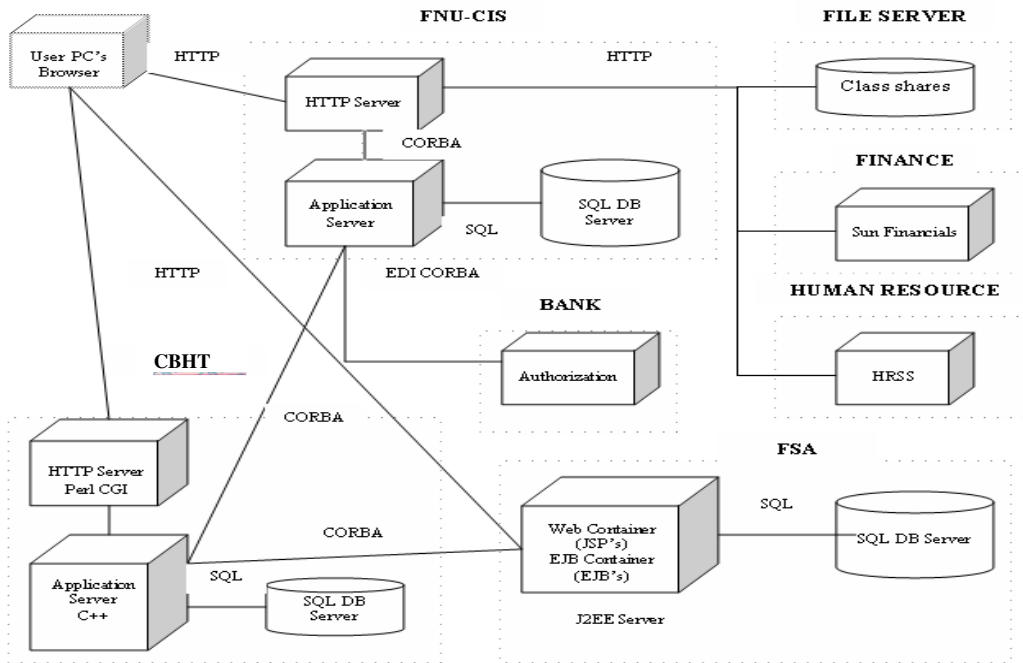 FNU-CIS
FILE SERVER
User PC's
Browser
HTTP
HTTP
HTTP Server
Class shares
CORBA
FINANCE
Application
Server
SQL DB
Server
SQL
Sun Financials
HTTP
EDI CORBA
HUMAN RESOURCE
BANK
CBHT
Authorization
HRSS
CORBA
FSA
HTTP Server
Perl CGI
SQL
CORBA
Web Container
(JSP's)
EJB Container
(EJB's)
SQL DB Server
Application
Server
C++
SQL
SQL DB
Server
J2EE Server